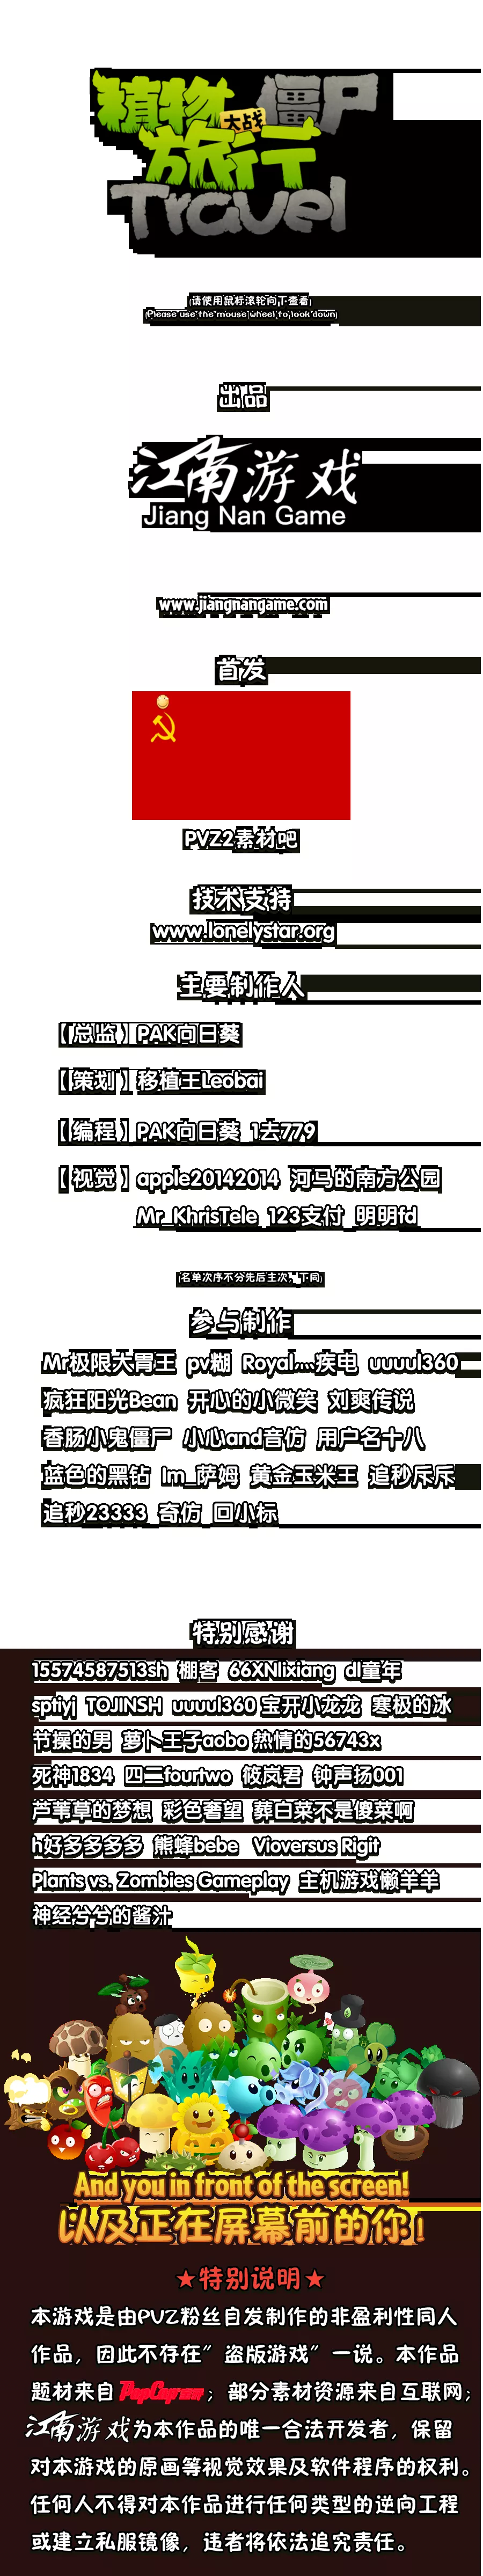 植物大战僵尸
旅行
Travel
(请使用鼠标滚轮向下查看)
(Please use the mouse wheel to look down)
出品
江南游戏
Jiang Nan Game
www.jiangnangame.com
首发
PVZ2素材吧
技术支持
www.lonelystar.org
主要制作人
【总监】PAK向日葵
【策划】移植王Leobai
【编程】PAK向日葵 1去779
【视觉】apple20142014 河马的南方公园
Mr_KhrisTele 123支付 明明fd
(名单次序不分先后主次,下同)
参与制作
Mr极限大胃王 pv糊 Royal灬疾电 uuuul360
疯狂阳光Bean 开心的小微笑 刘爽传说
香肠小鬼僵尸 小心and音仿 用户名十八
蓝色的黑钻 Im_萨姆 黄金玉米王 追秒斥斥
追秒23333 奇仿 回小标
特别感谢
15574587513sh 棚客 66XNlixiang dl童年
sptiyj TOJINSH uuuul360 宝开小龙龙 寒极的冰
节操的男 萝卜王子aobo 热情的56743x
死神1834 四二fourtwo 筱岚君 钟声扬001
芦苇草的梦想 彩色奢望 葬白菜不是傻菜啊
h好多多多多 熊蜂bebe Vioversus Rigit
Plants vs. Zombies Gameplay 主机游戏懒羊羊
神经兮兮的酱汁
And you in front of the screen!
以及正在屏幕前的你!
★特别说明★
本游戏是由PVZ粉丝自发制作的非盈利性同人
作品，因此不存在"盗版游戏"一说。本作品
题材来自PopCap；部分素材资源来自互联网；
江南游戏为本作品的唯一合法开发者，保留
对本游戏的原画等视觉效果及软件程序的权利。
任何人不得对本作品进行任何类型的逆向工程
或建立私服镜像，违者将依法追究责任。